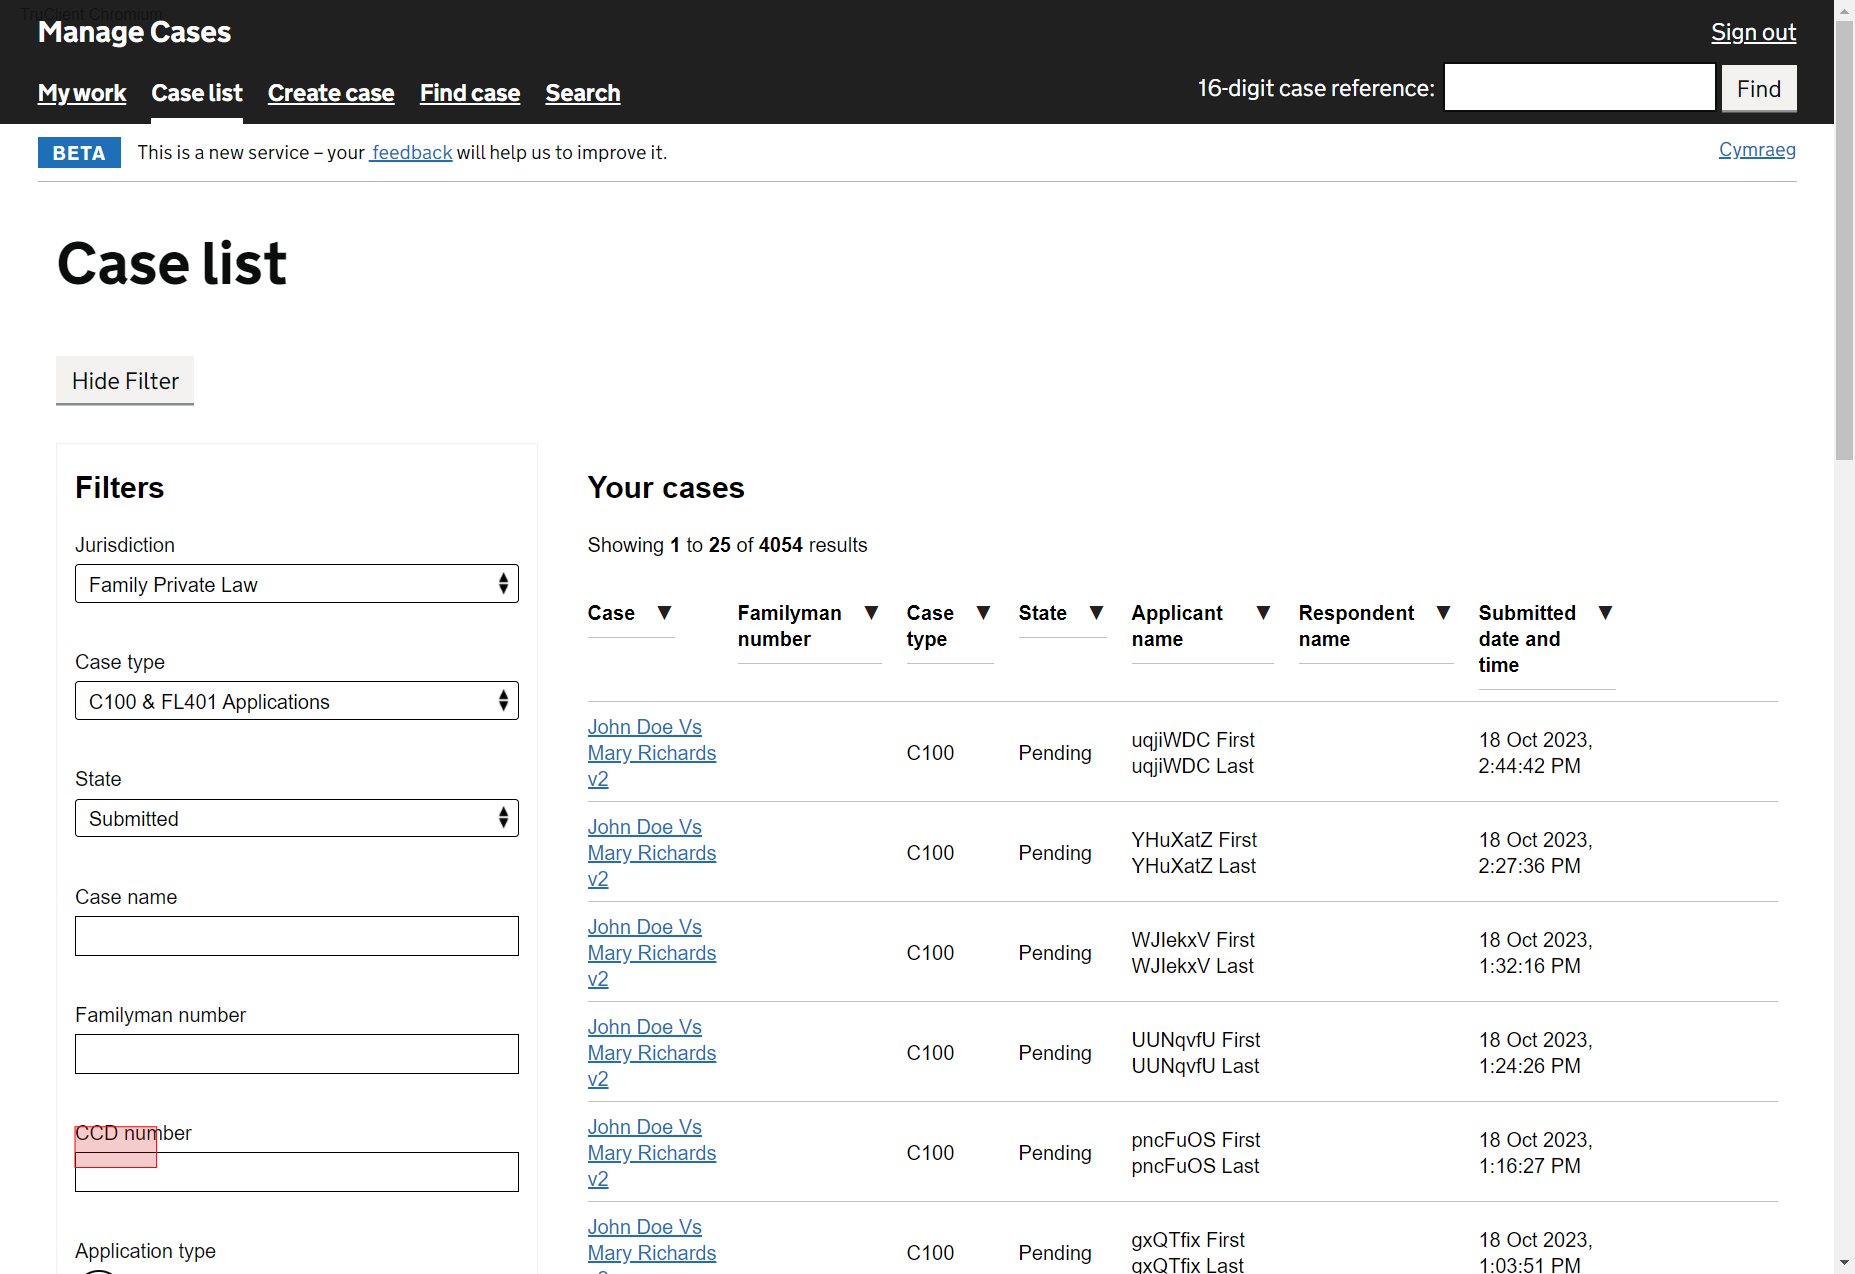 TruClient Chromium
Manage Cases
Sign out
My work Case list Create case Find case Search
16-digit case reference: Find
BETA This is a new service – your feedback will help us to improve it.
Cymraeg
Case list
Hide Filter
Filters
Jurisdiction
Family Private Law
Case type
C100 & FL401 Applications
State
Submitted
Case name
Familyman number
CCD number
Application type
Your cases
Showing 1 to 25 of 4054 results
Case ▼ Familyman ▼ Case ▼ State ▼ Applicant ▼ Respondent ▼ Submitted ▼
number type name name date and
time
John Doe Vs
Mary Richards
v2
C100
Pending
uqjiWDC First
uqjiWDC Last
18 Oct 2023,
2:44:42 PM
John Doe Vs
Mary Richards
v2
C100
Pending
YHuXatZ First
YHuXatZ Last
18 Oct 2023,
2:27:36 PM
John Doe Vs
Mary Richards
v2
C100
Pending
WJIekxV First
WJIekxV Last
18 Oct 2023,
1:32:16 PM
John Doe Vs
Mary Richards
v2
C100
Pending
UUNqvfU First
UUNqvfU Last
18 Oct 2023,
1:24:26 PM
John Doe Vs
Mary Richards
v2
C100
Pending
pncFuOS First
pncFuOS Last
18 Oct 2023,
1:16:27 PM
John Doe Vs
Mary Richards
C100
Pending
gxQTfix First
gxQTfix Last
18 Oct 2023,
1:03:51 PM